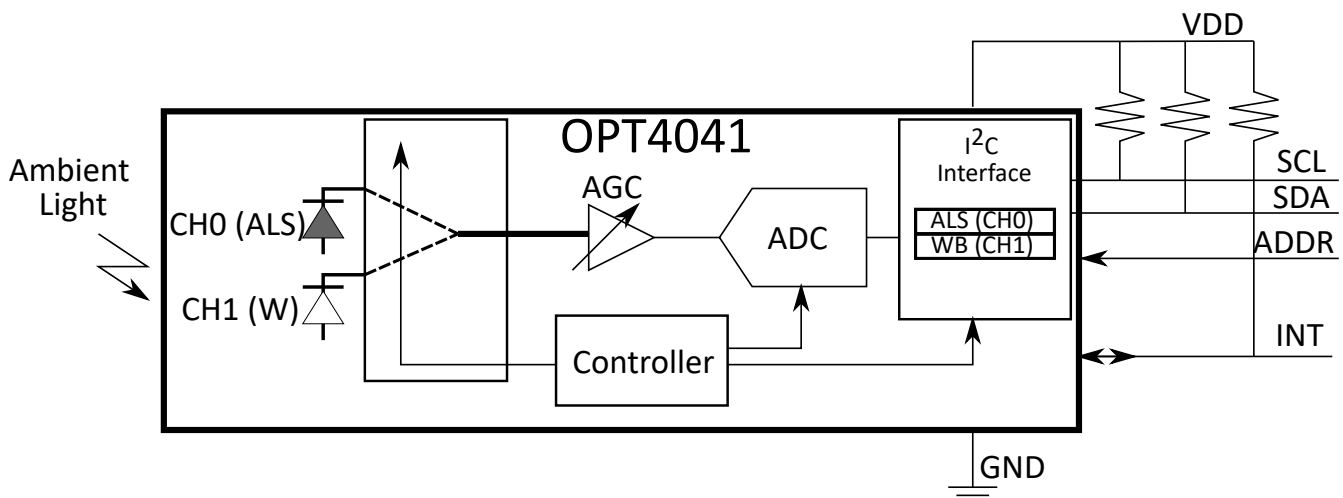 VDD
OPT4041
Ambient
Light
CH0 (ALS)
CH1 (W)
AGC
ADC
Controller
I²C
Interface
ALS (CH0)
WB (CH1)
SCL
SDA
ADDR
INT
GND